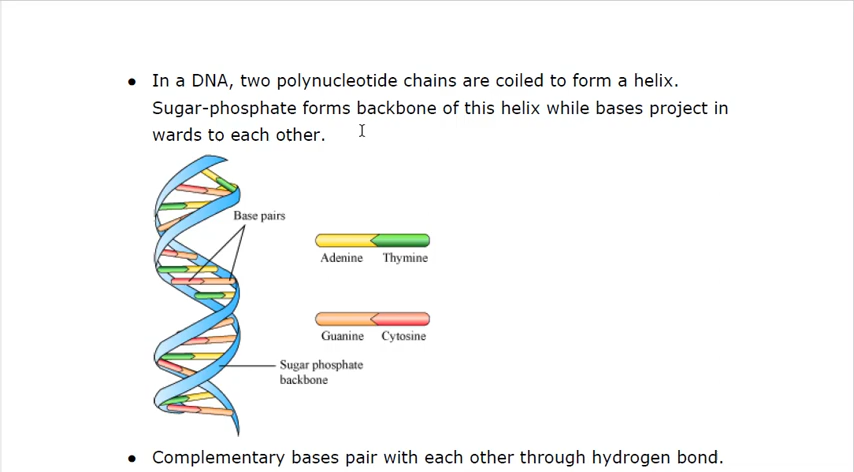 ● In a DNA, two polynucleotide chains are coiled to form a helix.
Sugar-phosphate forms backbone of this helix while bases project in
wards to each other.
Base pairs
Adenine Thymine
Guanine Cytosine
Sugar phosphate
backbone
● Complementary bases pair with each other through hydrogen bond.